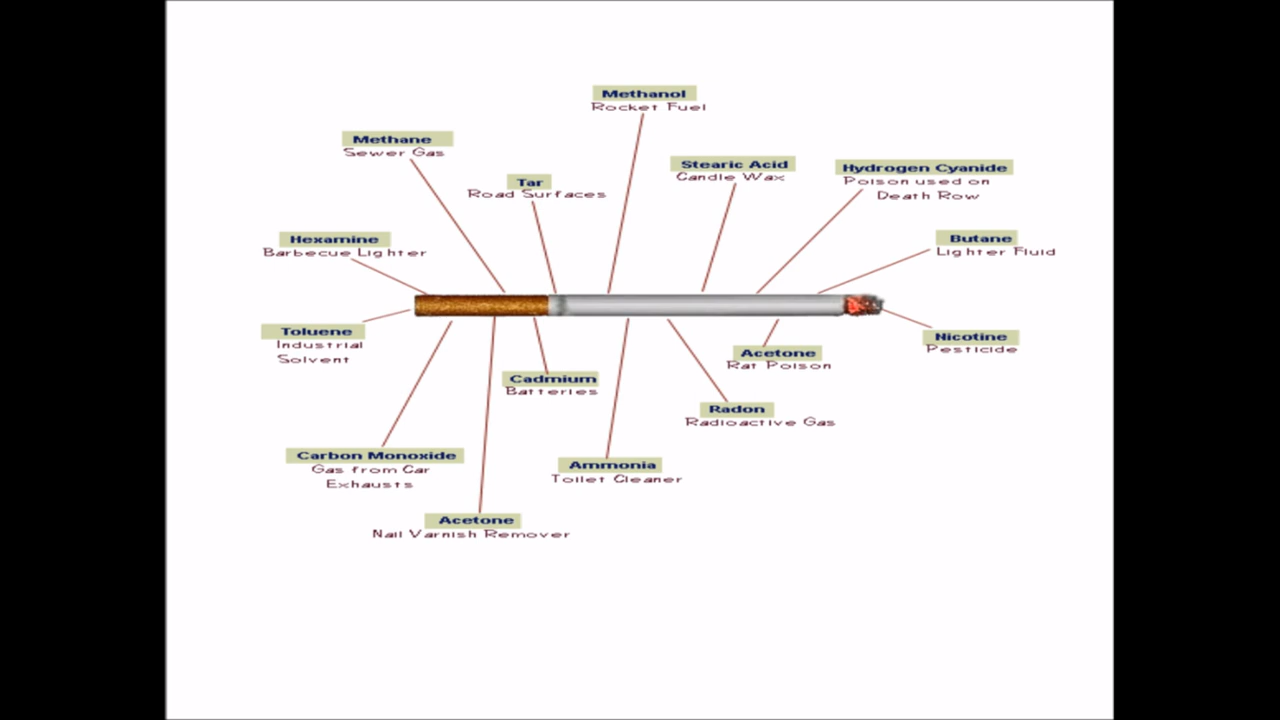 Methanol
Rocket Fuel
Methane
Sewer Gas
Stearic Acid
Candle Wax
Hydrogen Cyanide
Poison used on
Death Row
Tar
Road Surfaces
Hexamine
Barbecue Lighter
Butane
Lighter Fluid
Toluene
Industrial
Solvent
Nicotine
Pesticide
Acetone
Rat Poison
Cadmium
Batteries
Radon
Radioactive Gas
Carbon Monoxide
Gas from Car
Exhausts
Ammonia
Toilet Cleaner
Acetone
Nail Varnish Remover